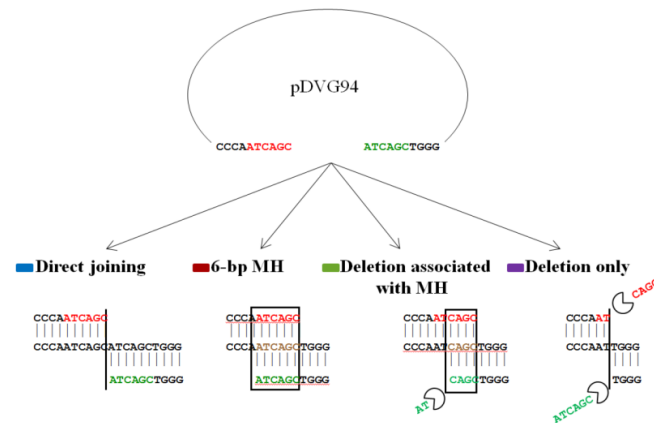 pDVG94
CCCAATCAGC ATCAGCTGGG
Direct joining
6-bp MH
Deletion associated
with MH
Deletion only
CCCAATCAGC
CCCAATCAGCATCAGCTGGG
ATCAGCTGGG
CCCAATCAGC
CCCAATCAGCTGGG
ATCAGCTGGG
CCCAATCAGC
CCCAATCAGCTGGG
CAGCTGGG
AT
CCCAAT
CAGC
CCCAATTGGG
TGGG
ATCAGC